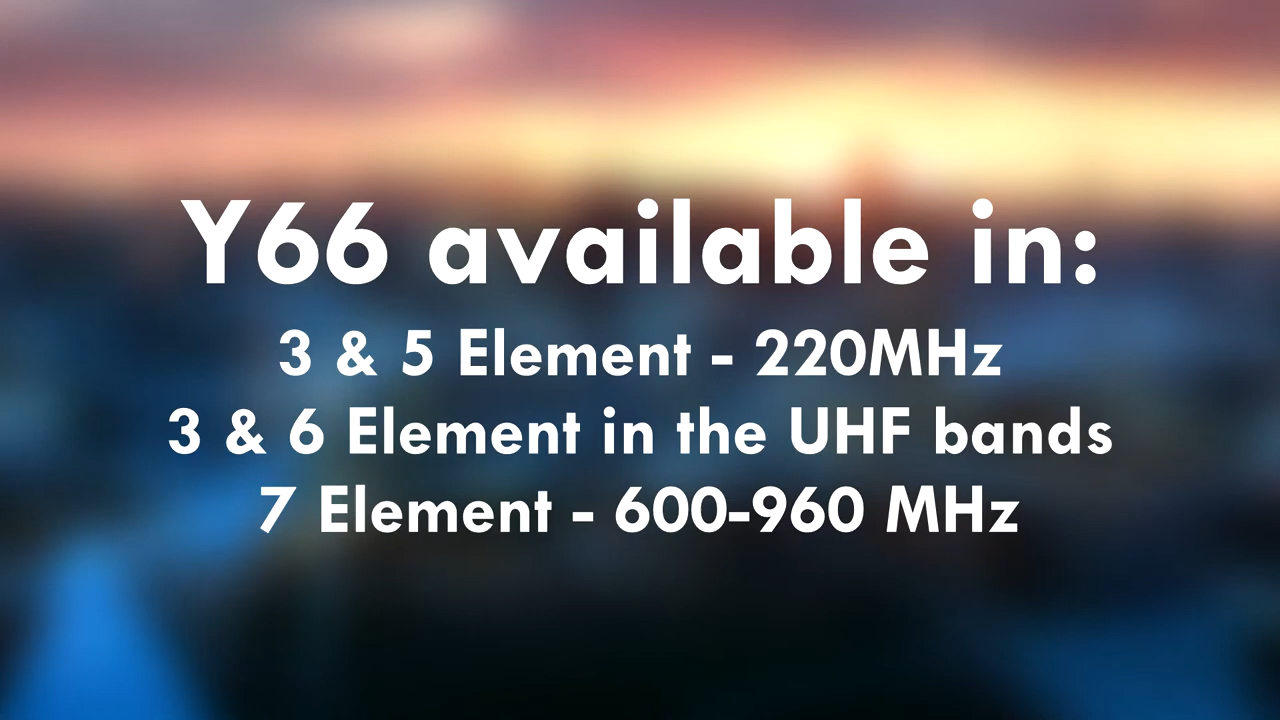 Y66 available in:
3 & 5 Element - 220MHz
3 & 6 Element in the UHF bands
7 Element - 600-960 MHz